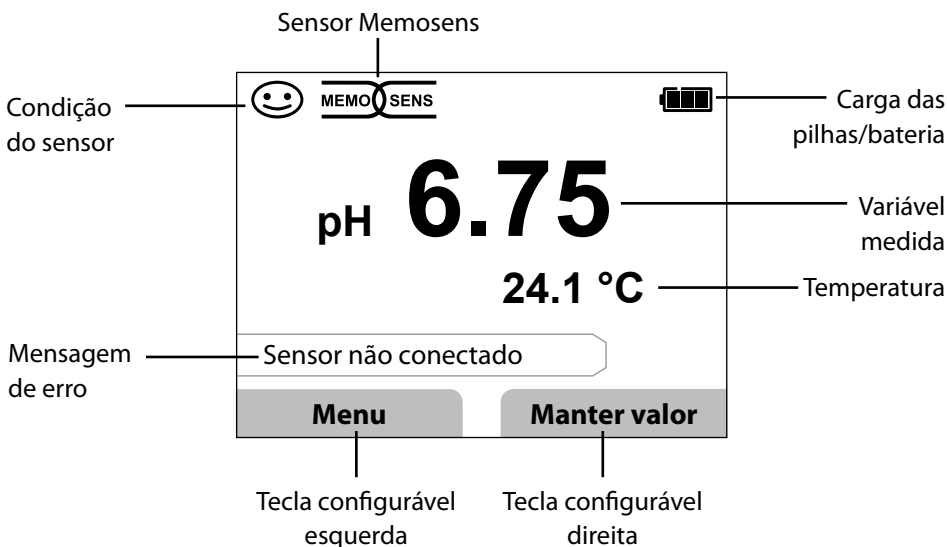 Sensor Memosens
Condição
do sensor
MEMO SENS
Carga das
pilhas/bateria
pH 6.75
Variável
medida
24.1 °C
Temperatura
Mensagem
de erro
Sensor não conectado
Menu
Manter valor
Tecla configurável
esquerda
Tecla configurável
direita